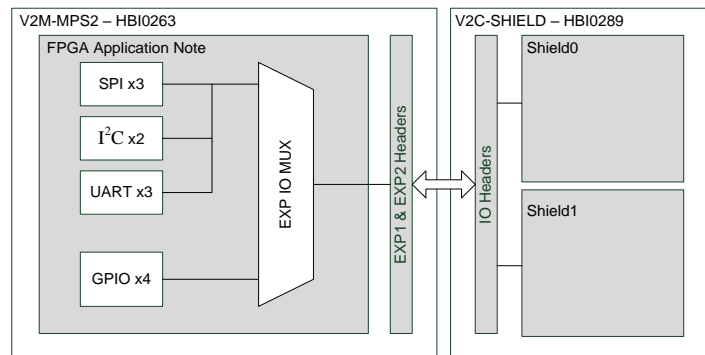 V2M-MPS2 – HBI0263
V2C-SHIELD – HBI0289
FPGA Application Note
SPI x3
I²C x2
UART x3
GPIO x4
EXP IO MUX
EXP1 & EXP2 Headers
IO Headers
Shield0
Shield1